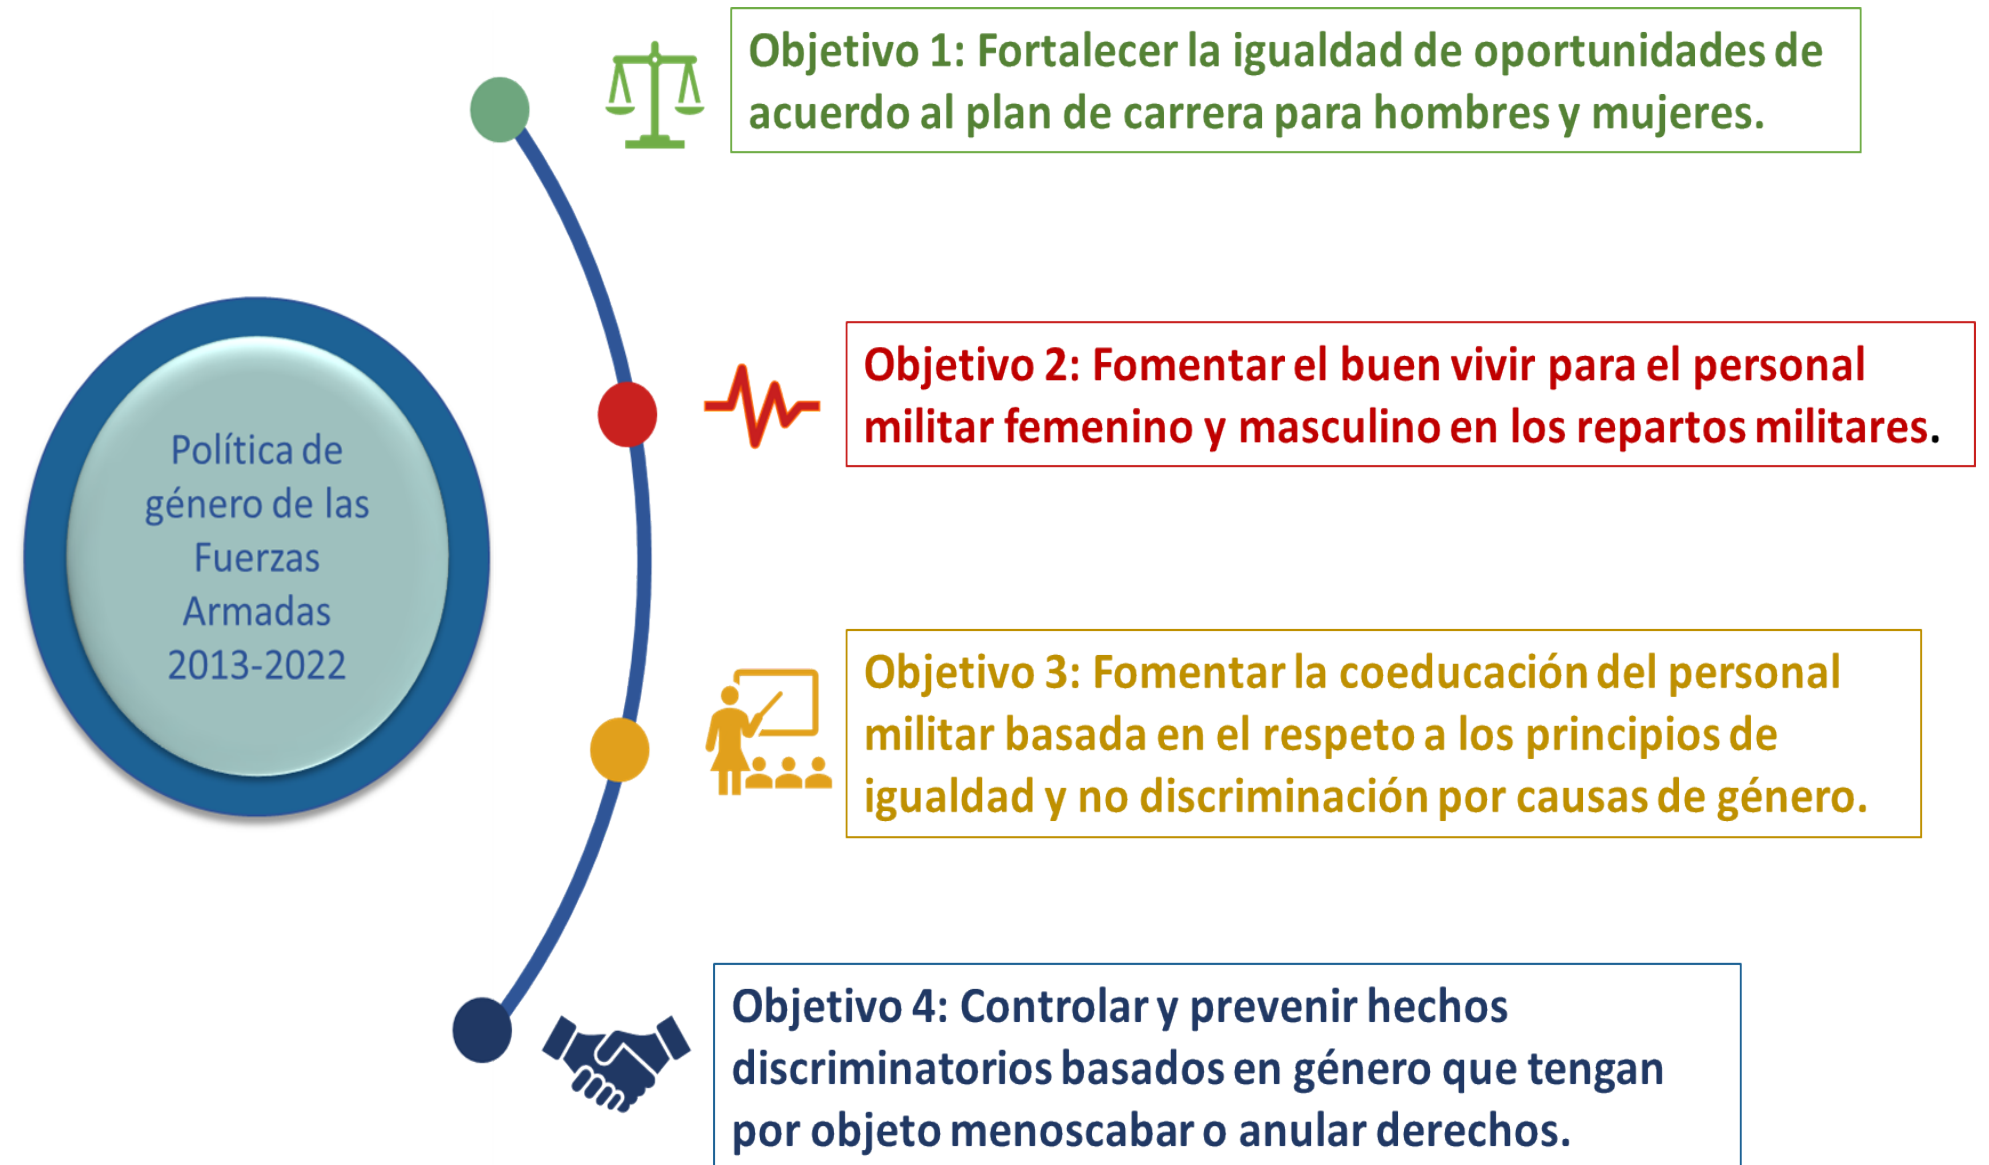 Política de
género de las
Fuerzas
Armadas
2013-2022
Objetivo 1: Fortalecer la igualdad de oportunidades de
acuerdo al plan de carrera para hombres y mujeres.
Objetivo 2: Fomentar el buen vivir para el personal
militar femenino y masculino en los repartos militares.
Objetivo 3: Fomentar la coeducación del personal
militar basada en el respeto a los principios de
igualdad y no discriminación por causas de género.
Objetivo 4: Controlar y prevenir hechos
discriminatorios basados en género que tengan
por objeto menoscabar o anular derechos.